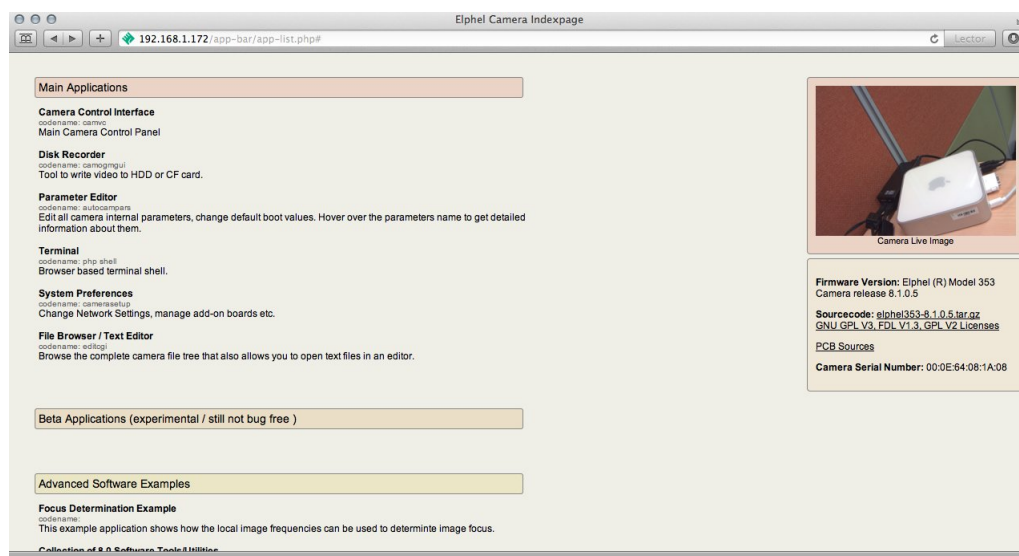 Elphel Camera Indexpage
192.168.1.172/app-bar/app-list.php#
Lector
Main Applications
Camera Control Interface
codename: camvc
Main Camera Control Panel
Disk Recorder
codename: camogmgui
Tool to write video to HDD or CF card.
Parameter Editor
codename: autocampars
Edit all camera internal parameters, change default boot values. Hover over the parameters name to get detailed
information about them.
Terminal
codename: php shell
Browser based terminal shell.
System Preferences
codename: camerasetup
Change Network Settings, manage add-on boards etc.
File Browser / Text Editor
codename: editcgi
Browse the complete camera file tree that also allows you to open text files in an editor.
Beta Applications (experimental / still not bug free )
Advanced Software Examples
Focus Determination Example
codename:
This example application shows how the local image frequencies can be used to determinte image focus.
Collection of 8.0 Software Tools/Utilities
Camera Live Image
Firmware Version: Elphel (R) Model 353
Camera release 8.1.0.5
Sourcecode: elphel353-8.1.0.5.tar.gz
GNU GPL V3, FDL V1.3, GPL V2 Licenses
PCB Sources
Camera Serial Number: 00:0E:64:08:1A:08